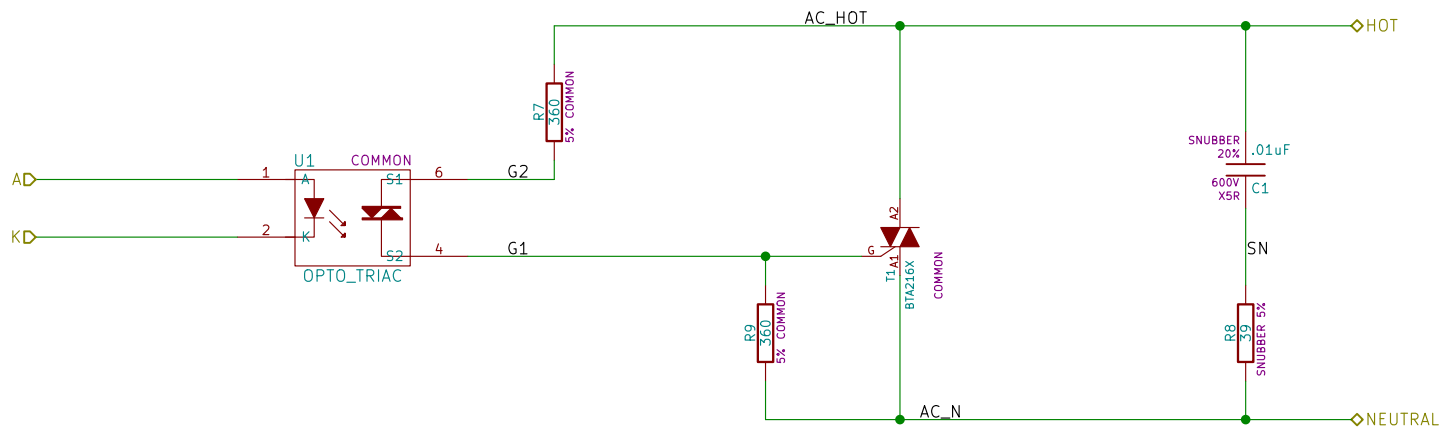 AC_HOT
HOT
R7
360
5% COMMON
SNUBBER
20%
.01uF
600V
X5R
C1
U1
COMMON
A
1
A
S1
6
G2
K
2
K
S2
4
G1
OPTO_TRIAC
G
A2
A1
T1
BTA216X
COMMON
SN
R9
360
5% COMMON
R8
39
SNUBBER 5%
AC_N
NEUTRAL